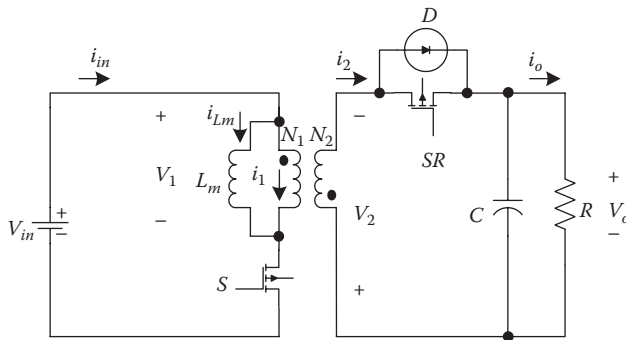 D
i_in
i_2
i_o
+
i_Lm
N_1 N_2
−
SR
V_1
L_m
i_1
+
V_in
+
−
−
V_2
C
R
V_o
−
S
+